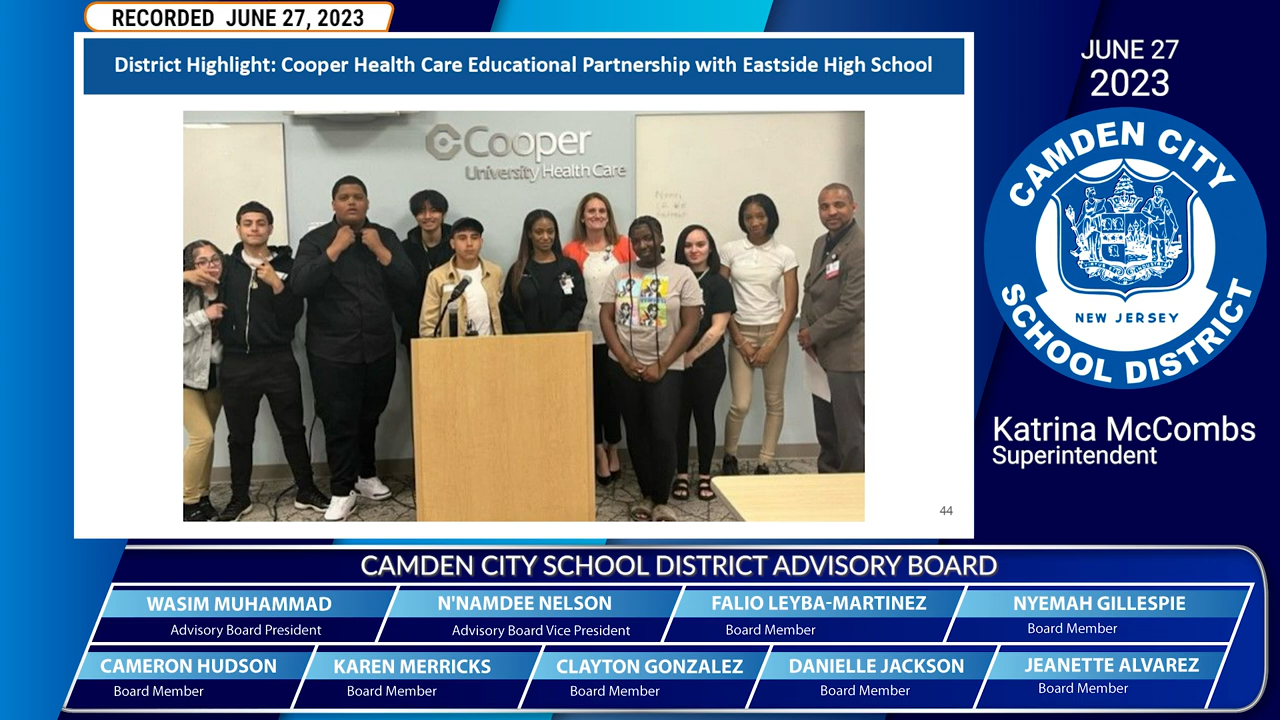 RECORDED JUNE 27, 2023
District Highlight: Cooper Health Care Educational Partnership with Eastside High School
Cooper
University Health Care
44
JUNE 27
2023
CAMDEN CITY
NEW JERSEY
SCHOOL DISTRICT
Katrina McCombs
Superintendent
CAMDEN CITY SCHOOL DISTRICT ADVISORY BOARD
WASIM MUHAMMAD
Advisory Board President
N'NAMDEE NELSON
Advisory Board Vice President
FALIO LEYBA-MARTINEZ
Board Member
NYEMAH GILLESPIE
Board Member
CAMERON HUDSON
Board Member
KAREN MERRICKS
Board Member
CLAYTON GONZALEZ
Board Member
DANIELLE JACKSON
Board Member
JEANETTE ALVAREZ
Board Member